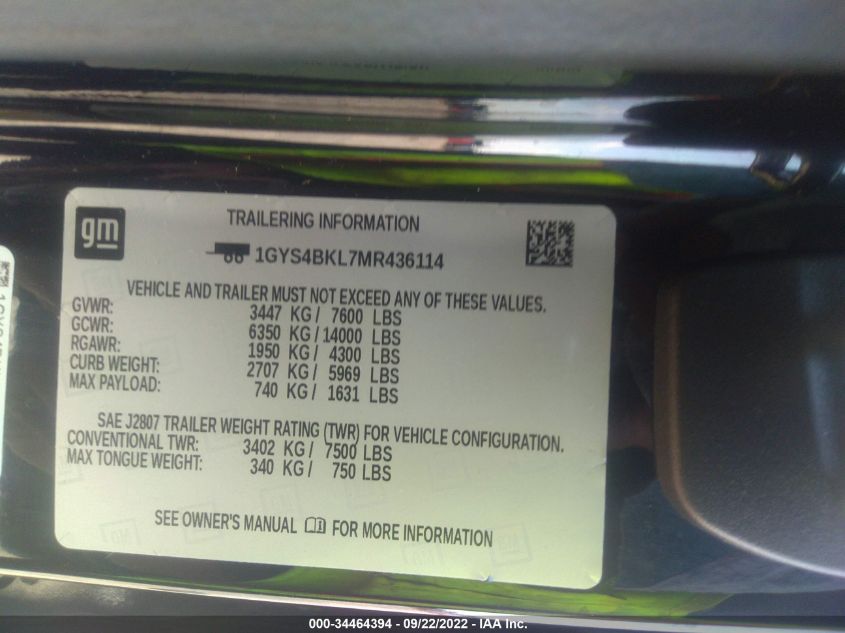 gm
TRAILERING INFORMATION
1GYS4BKL7MR436114
VEHICLE AND TRAILER MUST NOT EXCEED ANY OF THESE VALUES.
GVWR: 3447 KG / 7600 LBS
GCWR: 6350 KG / 14000 LBS
RGAWR: 1950 KG / 4300 LBS
CURB WEIGHT: 2707 KG / 5969 LBS
MAX PAYLOAD: 740 KG / 1631 LBS
SAE J2807 TRAILER WEIGHT RATING (TWR) FOR VEHICLE CONFIGURATION.
CONVENTIONAL TWR: 3402 KG / 7500 LBS
MAX TONGUE WEIGHT: 340 KG / 750 LBS
SEE OWNER'S MANUAL FOR MORE INFORMATION
000-34464394 - 09/22/2022 - IAA Inc.